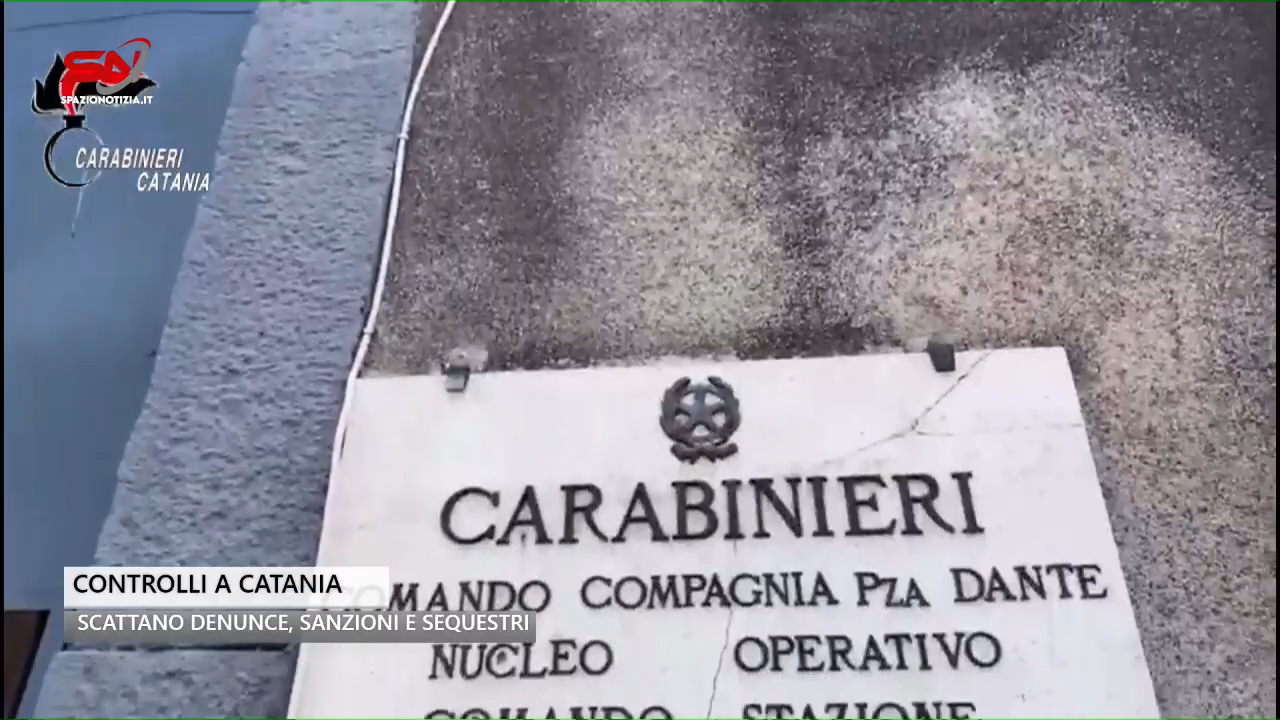 SPAZIONOTIZIA.IT
CARABINIERI
CATANIA
CARABINIERI
COMANDO COMPAGNIA PZA DANTE
NUCLEO OPERATIVO
COMANDO STAZIONE
CONTROLLI A CATANIA
SCATTANO DENUNCE, SANZIONI E SEQUESTRI